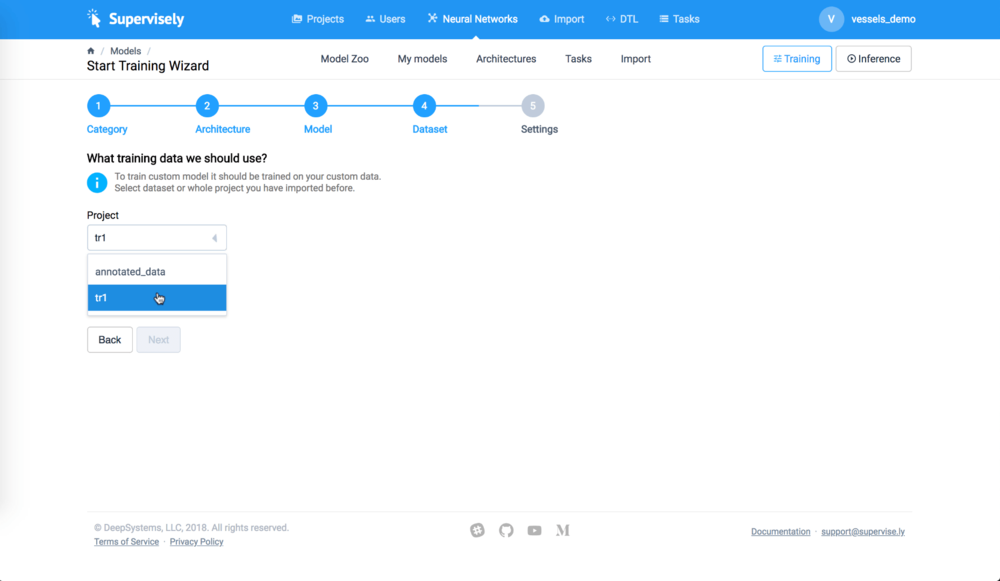 Supervisely
Projects Users Neural Networks Import DTL Tasks
V vessels_demo
/ Models /
Start Training Wizard
Model Zoo My models Architectures Tasks Import
Training Inference
1 2 3 4 5
Category Architecture Model Dataset Settings
What training data we should use?
i
To train custom model it should be trained on your custom data.
Select dataset or whole project you have imported before.
Project
tr1
annotated_data
tr1
Back Next
© DeepSystems, LLC, 2018. All rights reserved.
Terms of Service · Privacy Policy
M
Documentation · support@supervise.ly